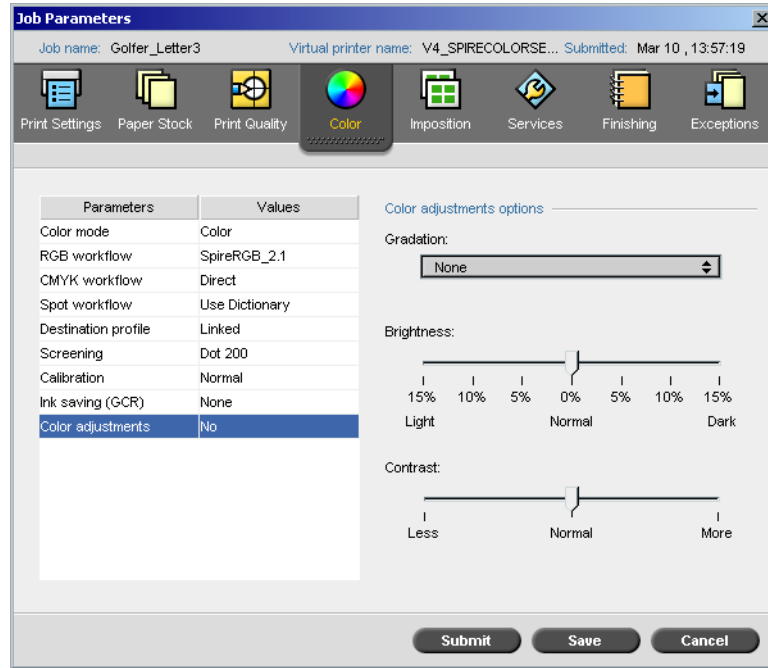 Job Parameters
Job name: Golfer_Letter3 Virtual printer name: V4_SPIRECOLORSE... Submitted: Mar 10 , 13:57:19
Print Settings Paper Stock Print Quality Color Imposition Services Finishing Exceptions
Parameters Values
Color mode Color
RGB workflow SpireRGB_2.1
CMYK workflow Direct
Spot workflow Use Dictionary
Destination profile Linked
Screening Dot 200
Calibration Normal
Ink saving (GCR) None
Color adjustments No
Color adjustments options
Gradation:
None
Brightness:
15% 10% 5% 0% 5% 10% 15%
Light Normal Dark
Contrast:
Less Normal More
Submit Save Cancel